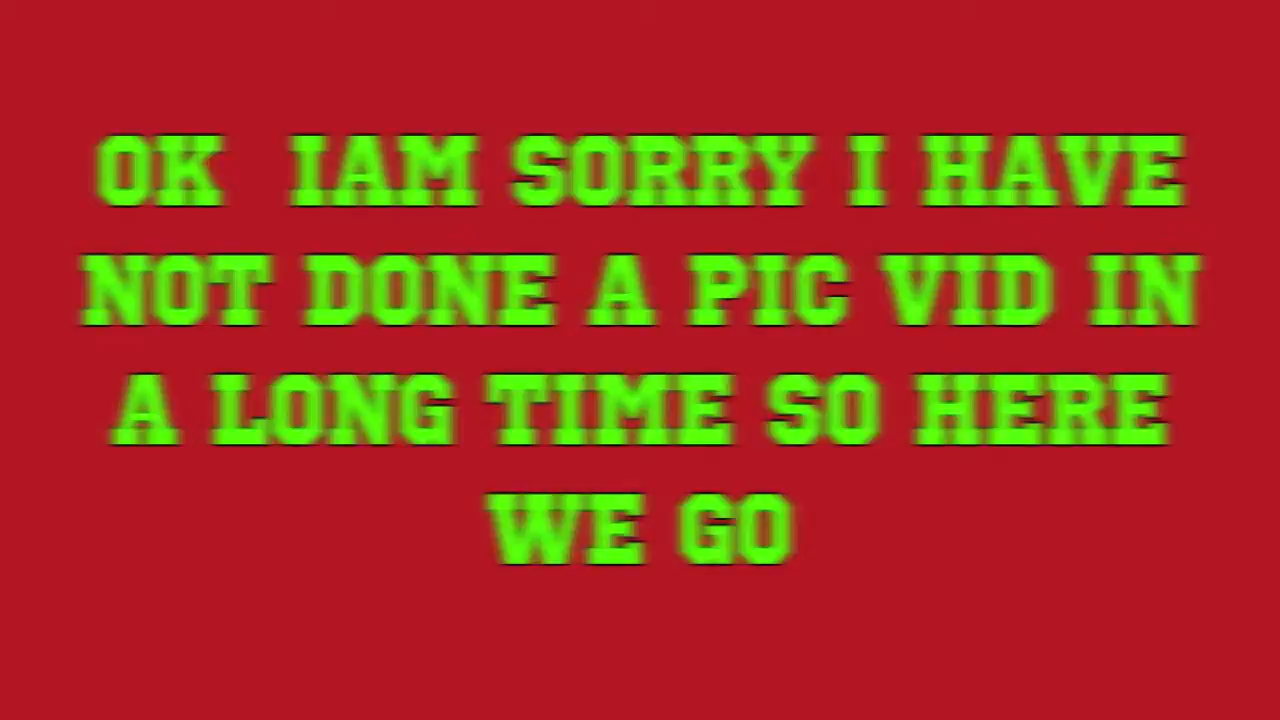 OK  IAM SORRY I HAVE
NOT DONE A PIC VID IN
A LONG TIME SO HERE
WE GO